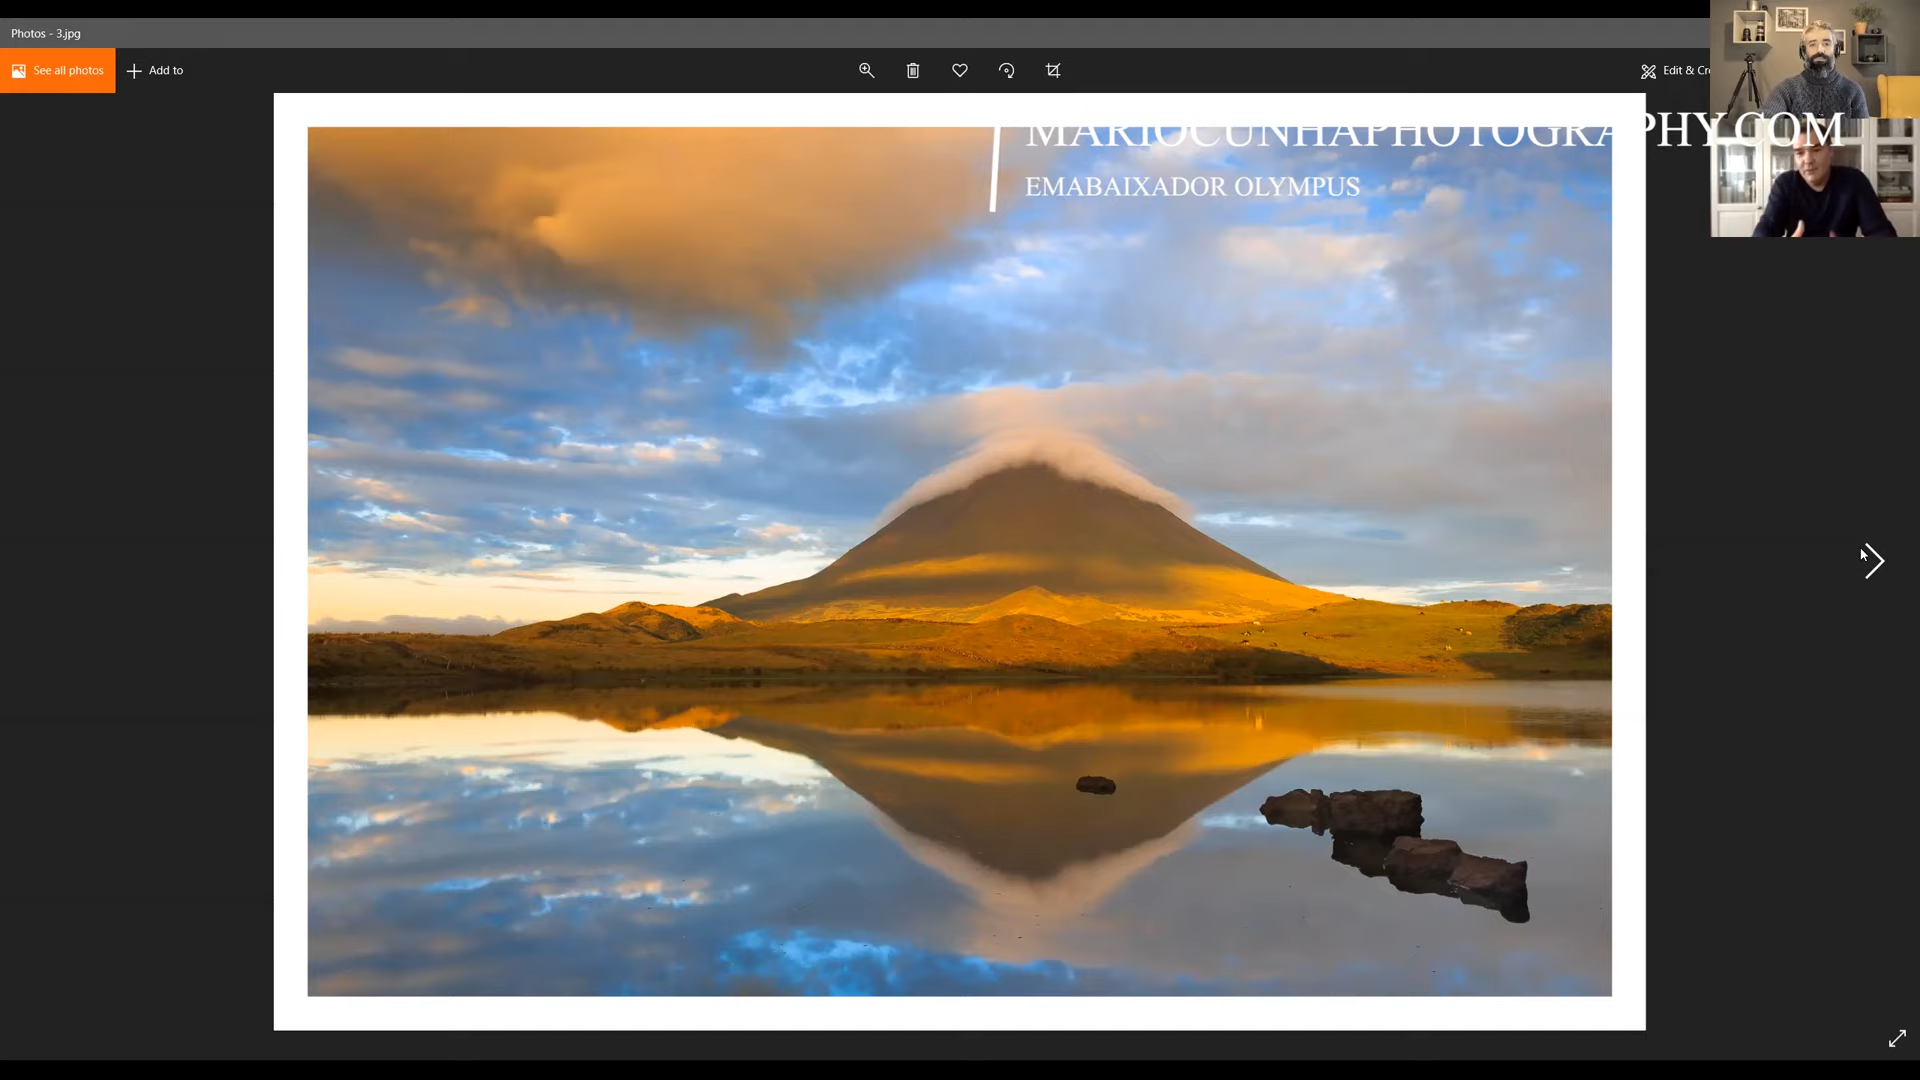 Photos - 3.jpg
See all photos
Add to
Edit & Cr
MARIOCUNHAPHOTOGRAPHY.COM
EMABAIXADOR OLYMPUS